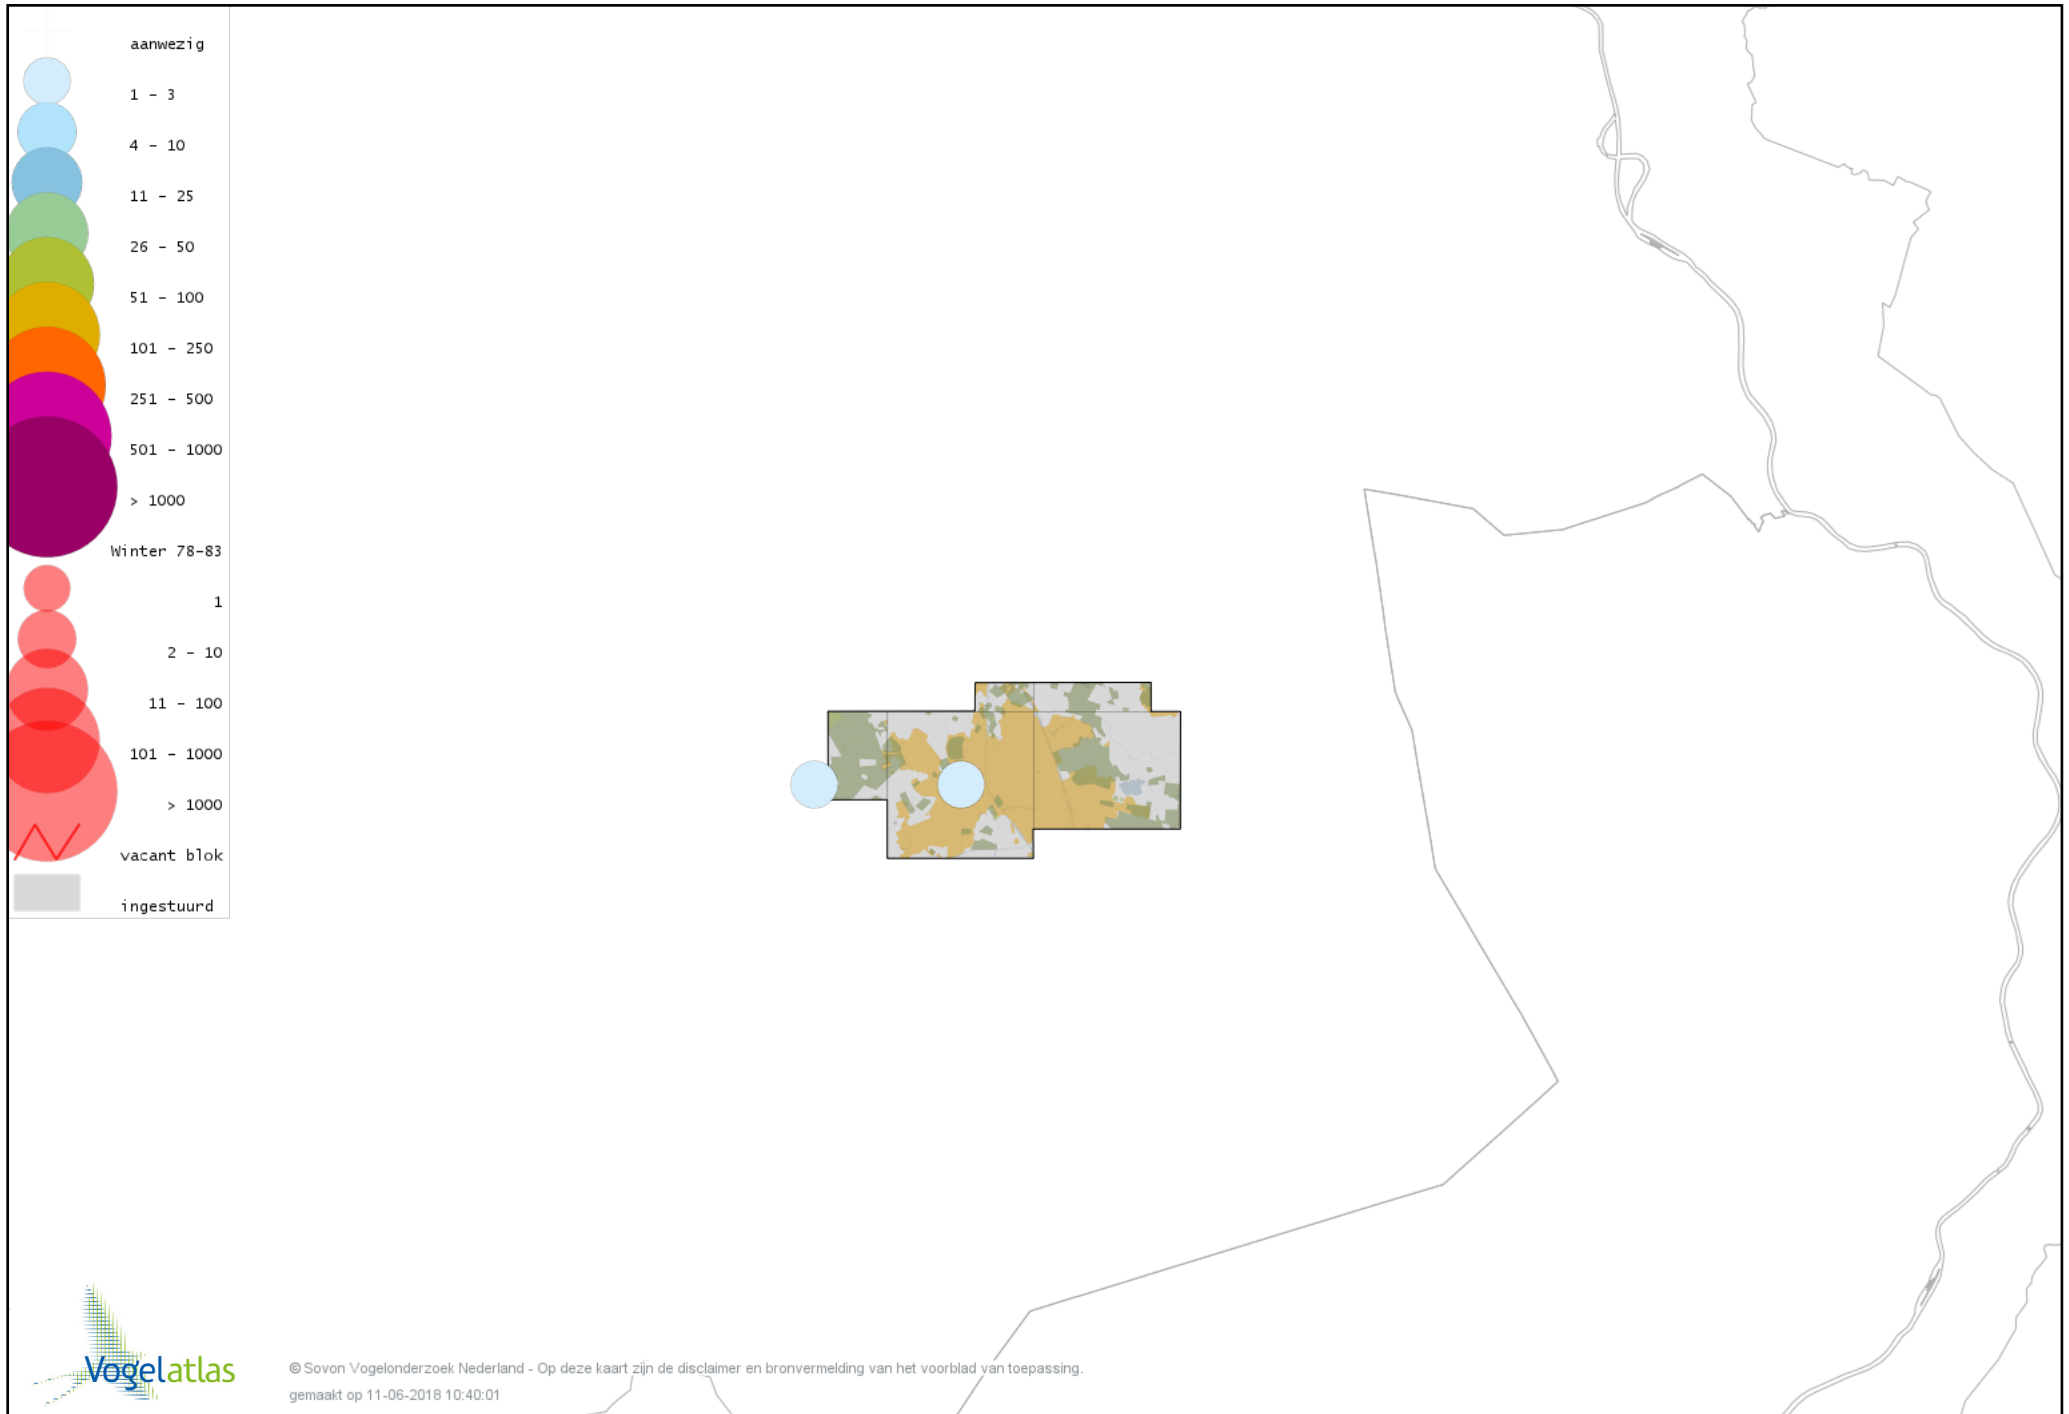 aanwezig
1 - 3
4 - 10
11 - 25
26 - 50
51 - 100
101 - 250
251 - 500
501 - 1000
> 1000
Winter 78-83
1
2 - 10
11 - 100
101 - 1000
> 1000
vacant blok
ingestuurd
Vogelatlas
© Sovon Vogelonderzoek Nederland - Op deze kaart zijn de disclaimer en bronvermelding van het voorblad van toepassing.
gemaakt op 11-06-2018 10:40:01